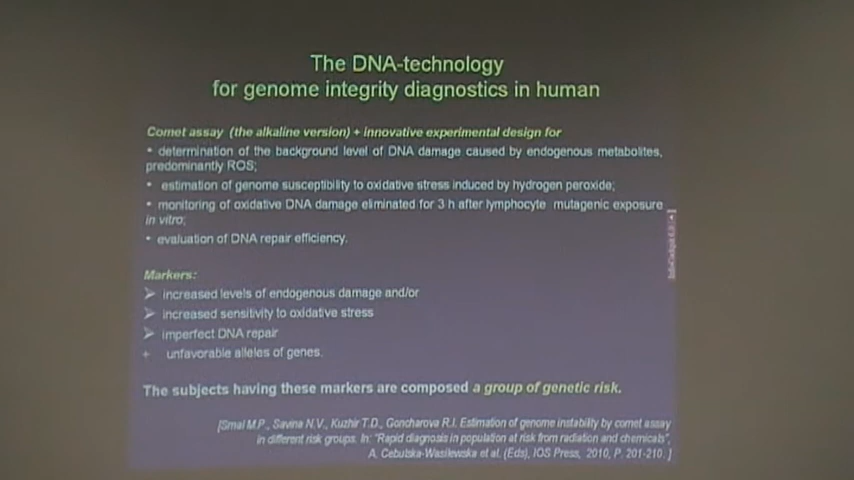 The DNA-technology
for genome integrity diagnostics in human
Comet assay (the alkaline version) + innovative experimental design for
• determination of the background level of DNA damage caused by endogenous metabolites,
predominantly ROS;
• estimation of genome susceptibility to oxidative stress induced by hydrogen peroxide;
• monitoring of oxidative DNA damage eliminated for 3 h after lymphocyte mutagenic exposure
in vitro;
• evaluation of DNA repair efficiency.
Markers:
➤ increased levels of endogenous damage and/or
➤ increased sensitivity to oxidative stress
➤ imperfect DNA repair
+ unfavorable alleles of genes.
The subjects having these markers are composed a group of genetic risk.
[Smal M.P., Savina N.V., Kuzhir T.D., Goncharova R.I. Estimation of genome instability by comet assay
in different risk groups. In: "Rapid diagnosis in population at risk from radiation and chemicals",
A. Cebulska-Wasilewska et al. (Eds), IOS Press, 2010, P. 201-210.]